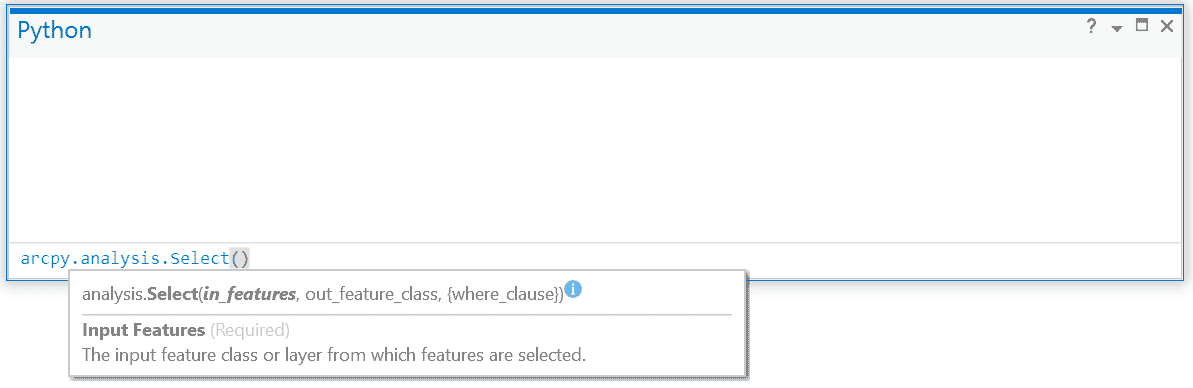 Python
?
arcpy.analysis.Select()
analysis.Select(in_features, out_feature_class, {where_clause})
Input Features (Required)
The input feature class or layer from which features are selected.